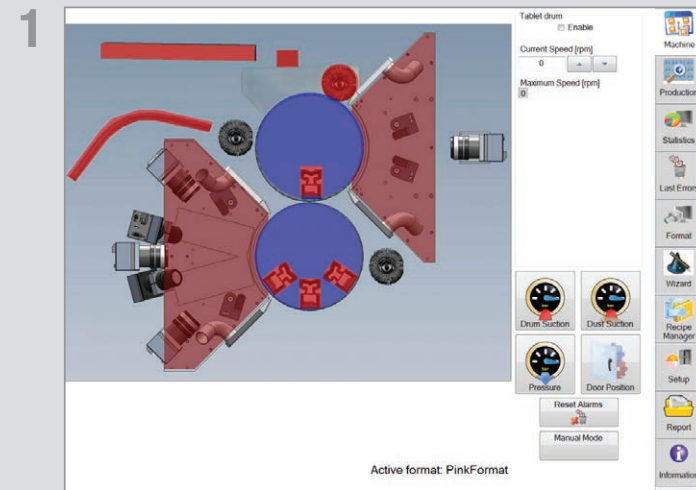 1
Tablet drum
Enable
Current Speed [rpm]
0
Maximum Speed [rpm]
0
Drum Suction
Dust Suction
Pressure
Door Position
Reset Alarms
Manual Mode
Active format: PinkFormat
Machine
Production
Statistics
Last Errors
Format
Wizard
Recipe
Manager
Setup
Report
Information